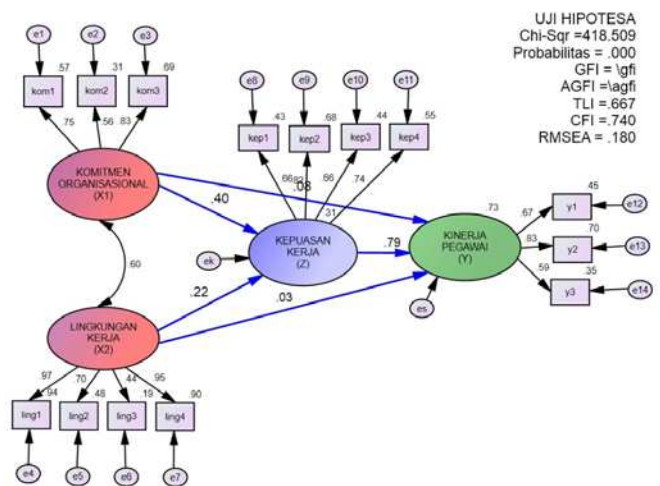 UJI HIPOTESA
Chi-Sqr =418.509
Probabilitas = .000
GFI = \gfi
AGFI =\agfi
TLI =.667
CFI =.740
RMSEA =.180
e1 e2 e3
.57 .31 .69
kom1 kom2 kom3
.75 .56 .83
KOMITMEN
ORGANISASIONAL
(X1)
e8 e9 e10 e11
.43 .68 .44 .55
kep1 kep2 kep3 kep4
.66 .82 .66 .74
.31
KEPUASAN
KERJA
(Z)
ek
.40
.08
.22
.03
.79
.60
.73
KINERJA
PEGAWAI
(Y)
es
.45
.67 y1 e12
.70
.83 y2 e13
.35
.59 y3 e14
LINGKUNGAN
KERJA
(X2)
.97 .70 .44 .95
.94 .48 .19 .90
ling1 ling2 ling3 ling4
e4 e5 e6 e7